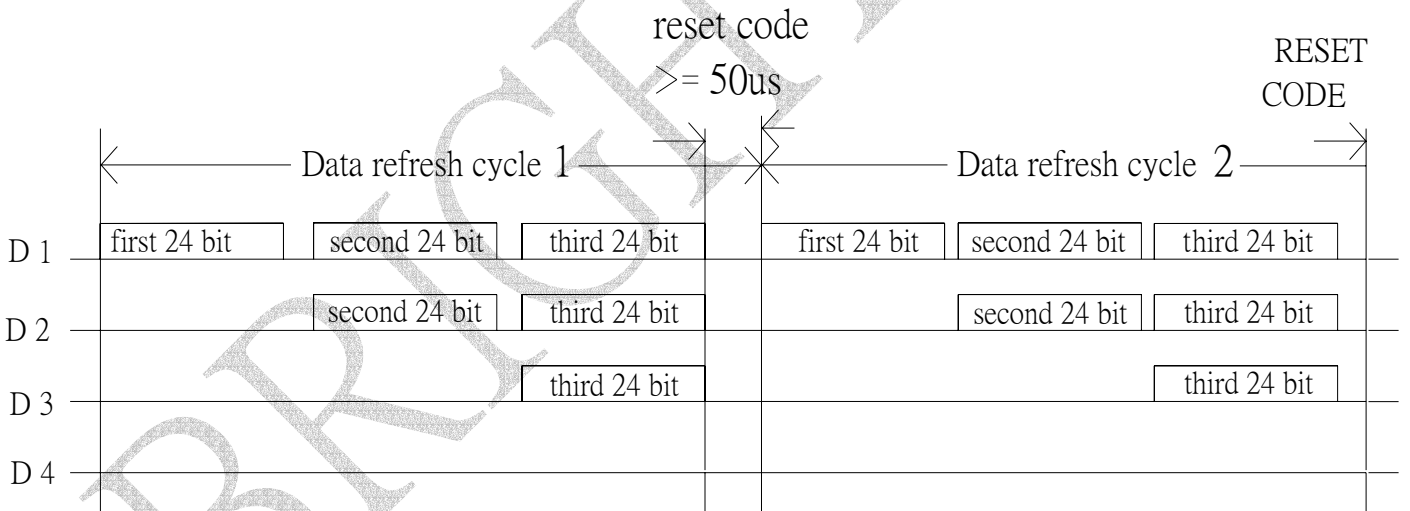 reset code
>= 50us
RESET
CODE
Data refresh cycle 1
Data refresh cycle 2
D 1 first 24 bit second 24 bit third 24 bit first 24 bit second 24 bit third 24 bit
D 2 second 24 bit third 24 bit second 24 bit third 24 bit
D 3 third 24 bit third 24 bit
D 4